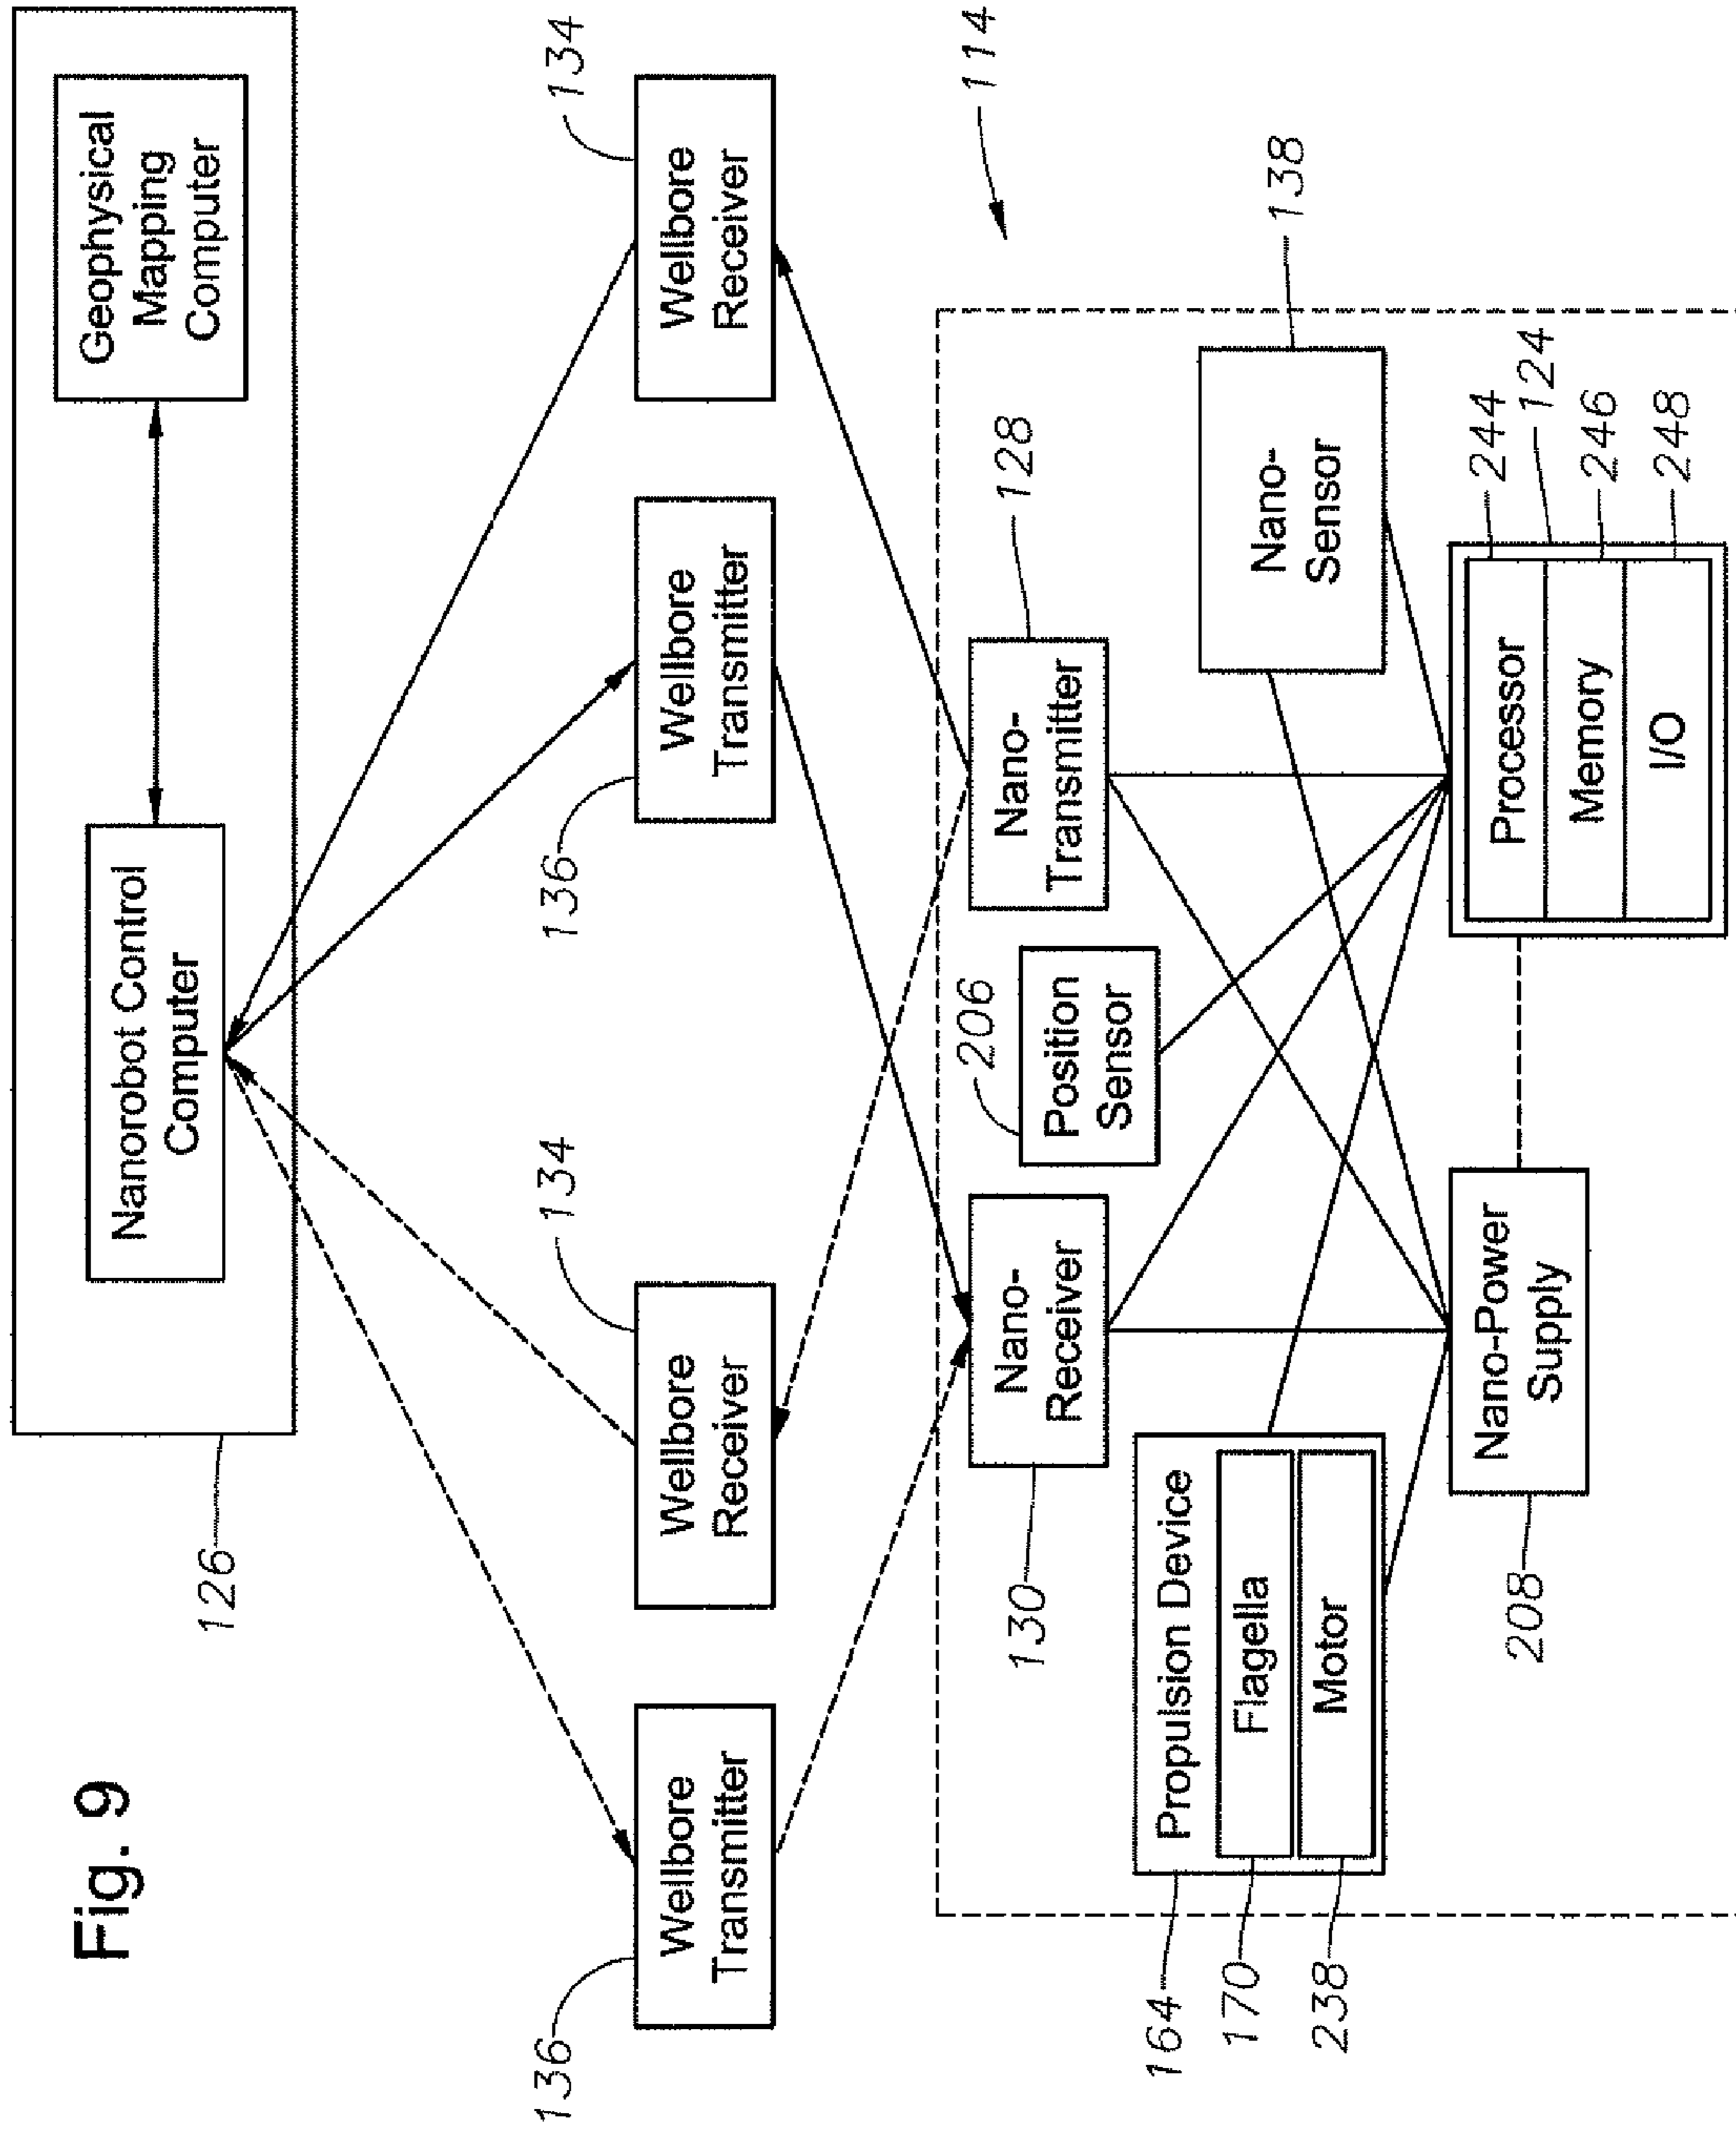 Fig. 9
126
Nanorobot Control
Computer
Geophysical
Mapping
Computer
136
Wellbore
Transmitter
134
Wellbore
Receiver
136
Wellbore
Transmitter
134
Wellbore
Receiver
114
130
Nano-
Receiver
206
Position
Sensor
128
Nano-
Transmitter
138
Nano-
Sensor
164
Propulsion Device
170
Flagella
238
Motor
208
Nano-Power
Supply
Processor
244
124
Memory
246
I/O
248